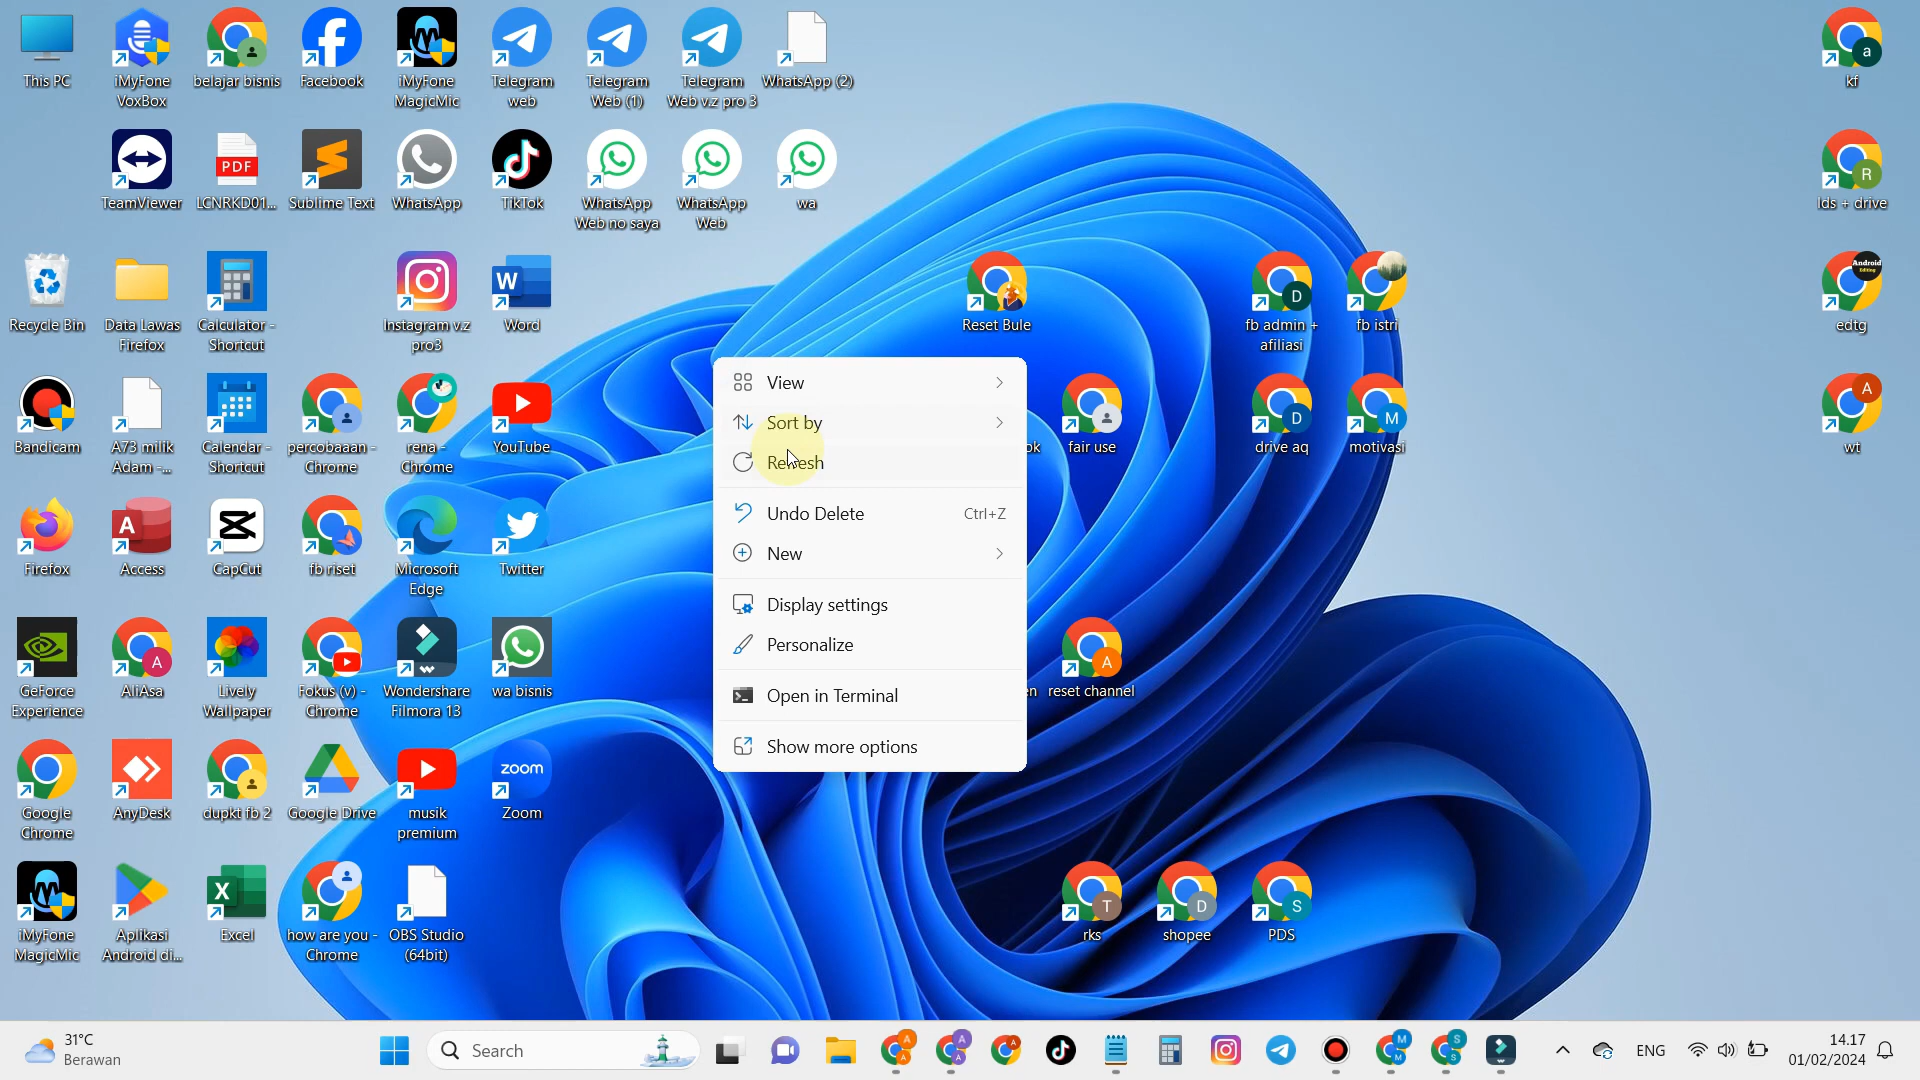 This PC
iMyFone
VoxBox
belajar bisnis
Facebook
iMyFone
MagicMic
Telegram
web
Telegram
Web (1)
Telegram
Web v.z pro 3
WhatsApp (2)
kf
TeamViewer
PDF
LCNRKD01...
Sublime Text
WhatsApp
TikTok
WhatsApp
Web no saya
WhatsApp
Web
wa
R
lds + drive
Recycle Bin
Data Lawas
Firefox
Calculator -
Shortcut
Instagram v.z
pro3
Word
Reset Bule
fb admin +
afiliasi
fb istri
Android
Editing
edtg
Bandicam
A73 milik
Adam -...
Calendar -
Shortcut
percobaaan -
Chrome
rena -
Chrome
YouTube
ok
fair use
drive aq
motivasi
wt
View
Sort by
Refresh
Undo Delete Ctrl+Z
New
Display settings
Personalize
Open in Terminal
Show more options
Firefox
Access
CapCut
fb riset
Microsoft
Edge
Twitter
GeForce
Experience
AliAsa
Lively
Wallpaper
Fokus (v) -
Chrome
Wondershare
Filmora 13
wa bisnis
en
reset channel
Google
Chrome
AnyDesk
dupkt fb 2
Google Drive
musik
premium
zoom
Zoom
iMyFone
MagicMic
Aplikasi
Android di...
Excel
how are you -
Chrome
OBS Studio
(64bit)
rks
shopee
PDS
31°C
Berawan
Search
ENG
14.17
01/02/2024